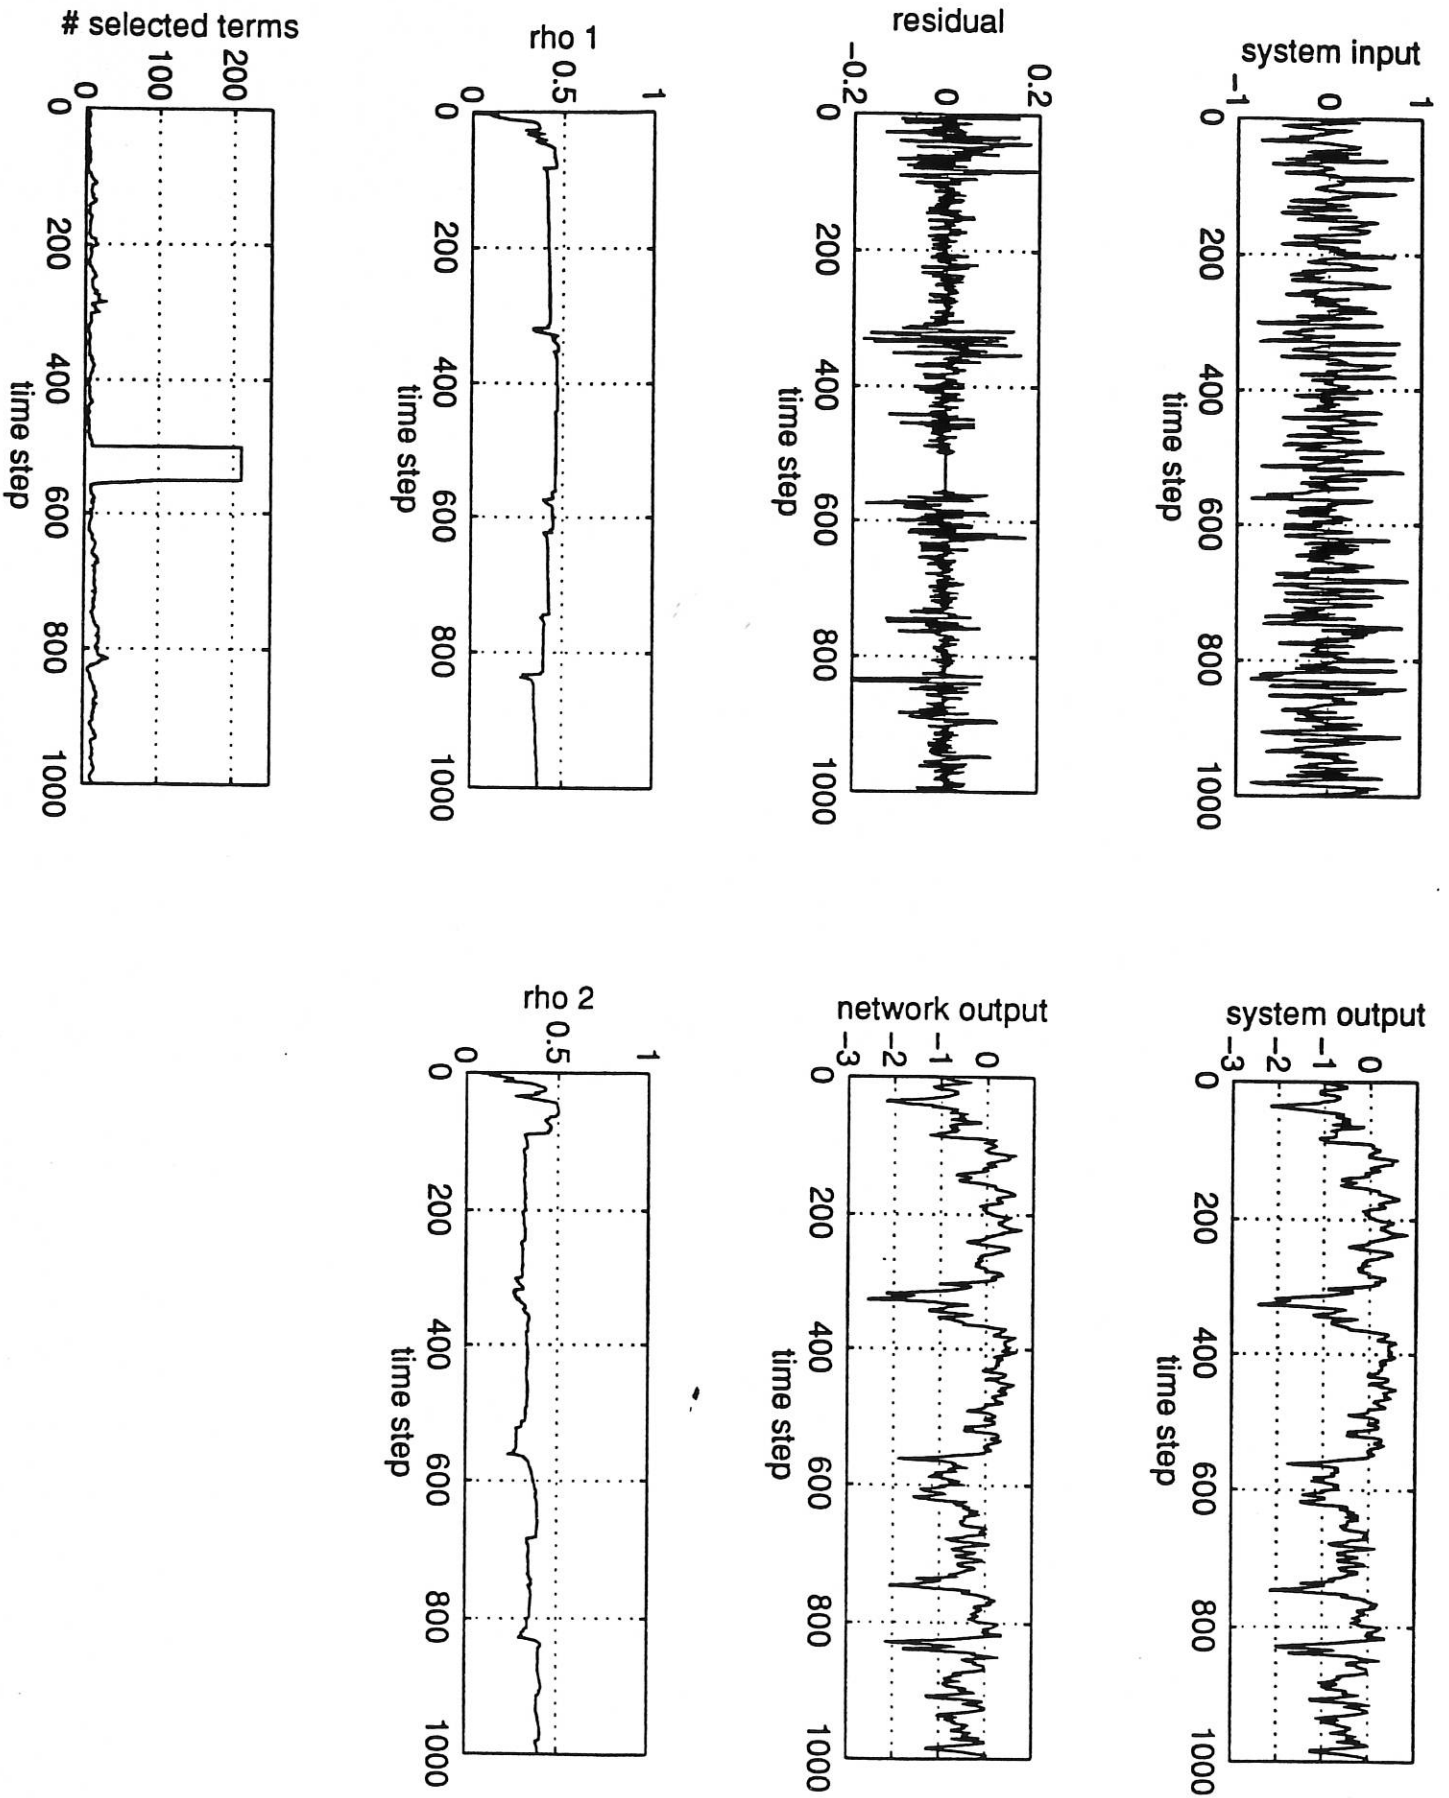 system input
1
0
-1
0 200 400 600 800 1000
time step
system output
0
-1
-2
-3
0 200 400 600 800 1000
time step
residual
0.2
0
-0.2
0 200 400 600 800 1000
time step
network output
0
-1
-2
-3
0 200 400 600 800 1000
time step
rho 1
1
0.5
0
0 200 400 600 800 1000
time step
rho 2
1
0.5
0
0 200 400 600 800 1000
time step
# selected terms
200
100
0
0 200 400 600 800 1000
time step